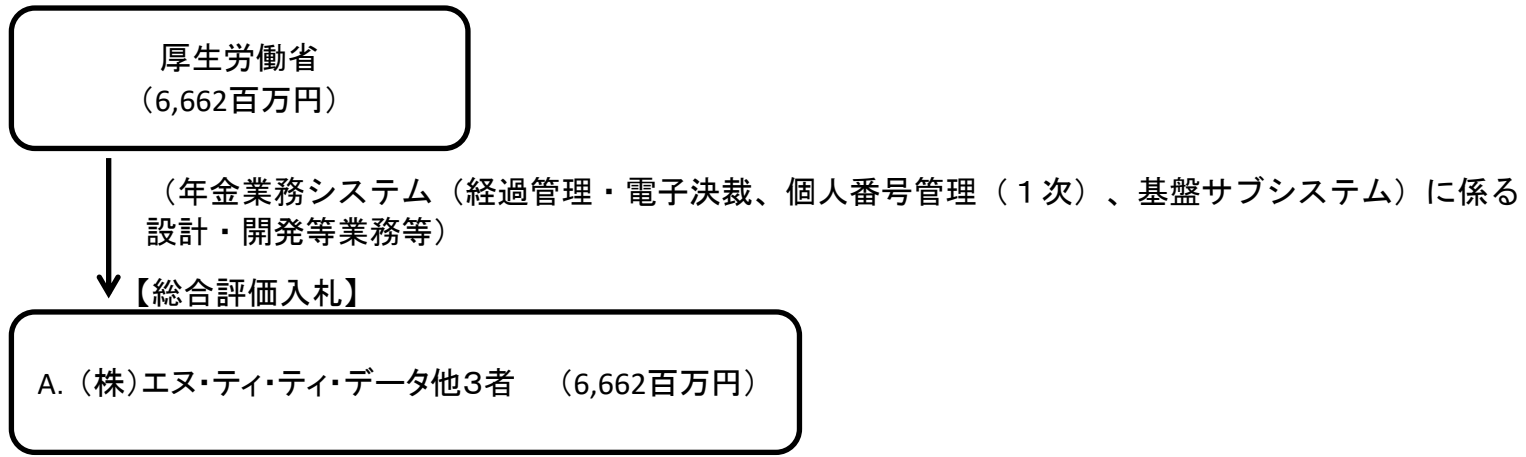 厚生労働省
（6,662百万円）
（年金業務システム（経過管理・電子決裁、個人番号管理（１次）、基盤サブシステム）に係る
設計・開発等業務等）
【総合評価入札】
A.（株）エヌ・ティ・ティ・データ他３者　（6,662百万円）